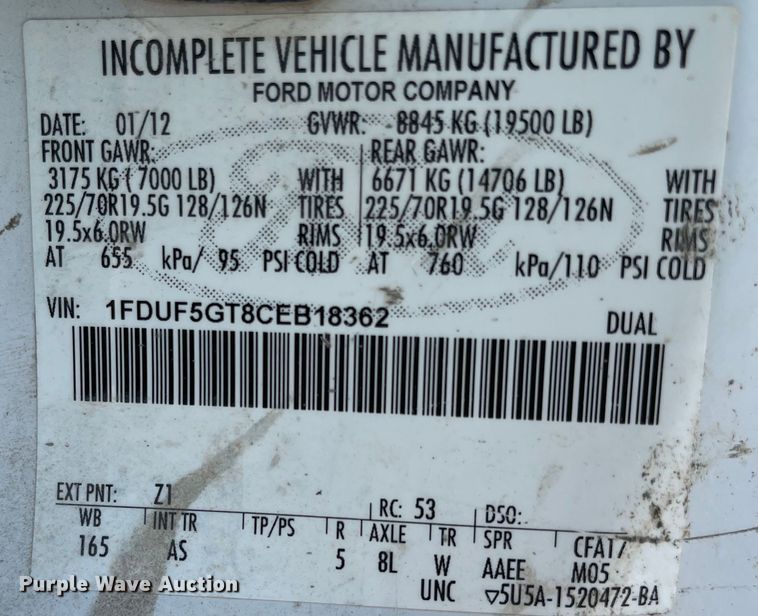 INCOMPLETE VEHICLE MANUFACTURED BY
FORD MOTOR COMPANY
DATE: 01/12 GVWR: 8845 KG (19500 LB)
FRONT GAWR: REAR GAWR:
3175 KG ( 7000 LB) WITH 6671 KG (14706 LB) WITH
225/70R19.5G 128/126N TIRES 225/70R19.5G 128/126N TIRES
19.5x6.0RW RIMS 19.5x6.0RW RIMS
AT 655 kPa/ 95 PSI COLD AT 760 kPa/110 PSI COLD
VIN: 1FDUF5GT8CEB18362 DUAL
EXT PNT: Z1 RC: 53 DSO:
WB INT TR TP/PS R AXLE TR SPR CFA17
165 AS 5 8L W AAEE M05
UNC ▽5U5A-1520472-BA
Purple Wave Auction